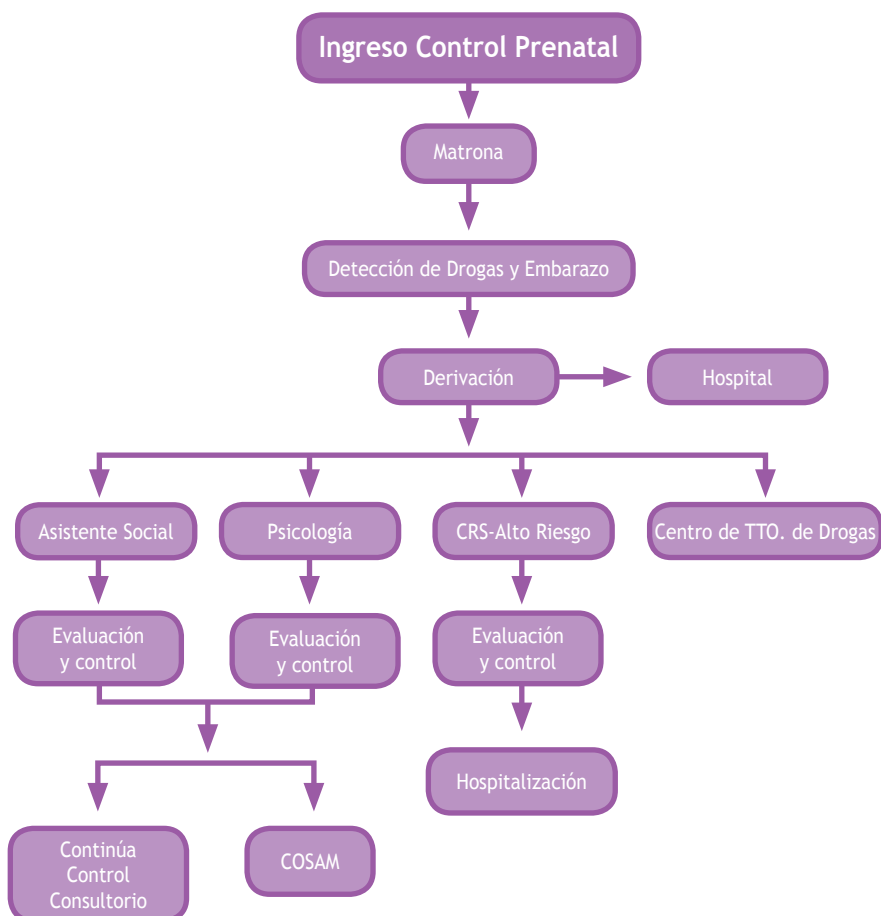 Ingreso Control Prenatal
Matrona
Detección de Drogas y Embarazo
Derivación
Hospital
Asistente Social
Psicología
CRS-Alto Riesgo
Centro de TTO. de Drogas
Evaluación
y control
Evaluación
y control
Evaluación
y control
Hospitalización
Continúa
Control
Consultorio
COSAM